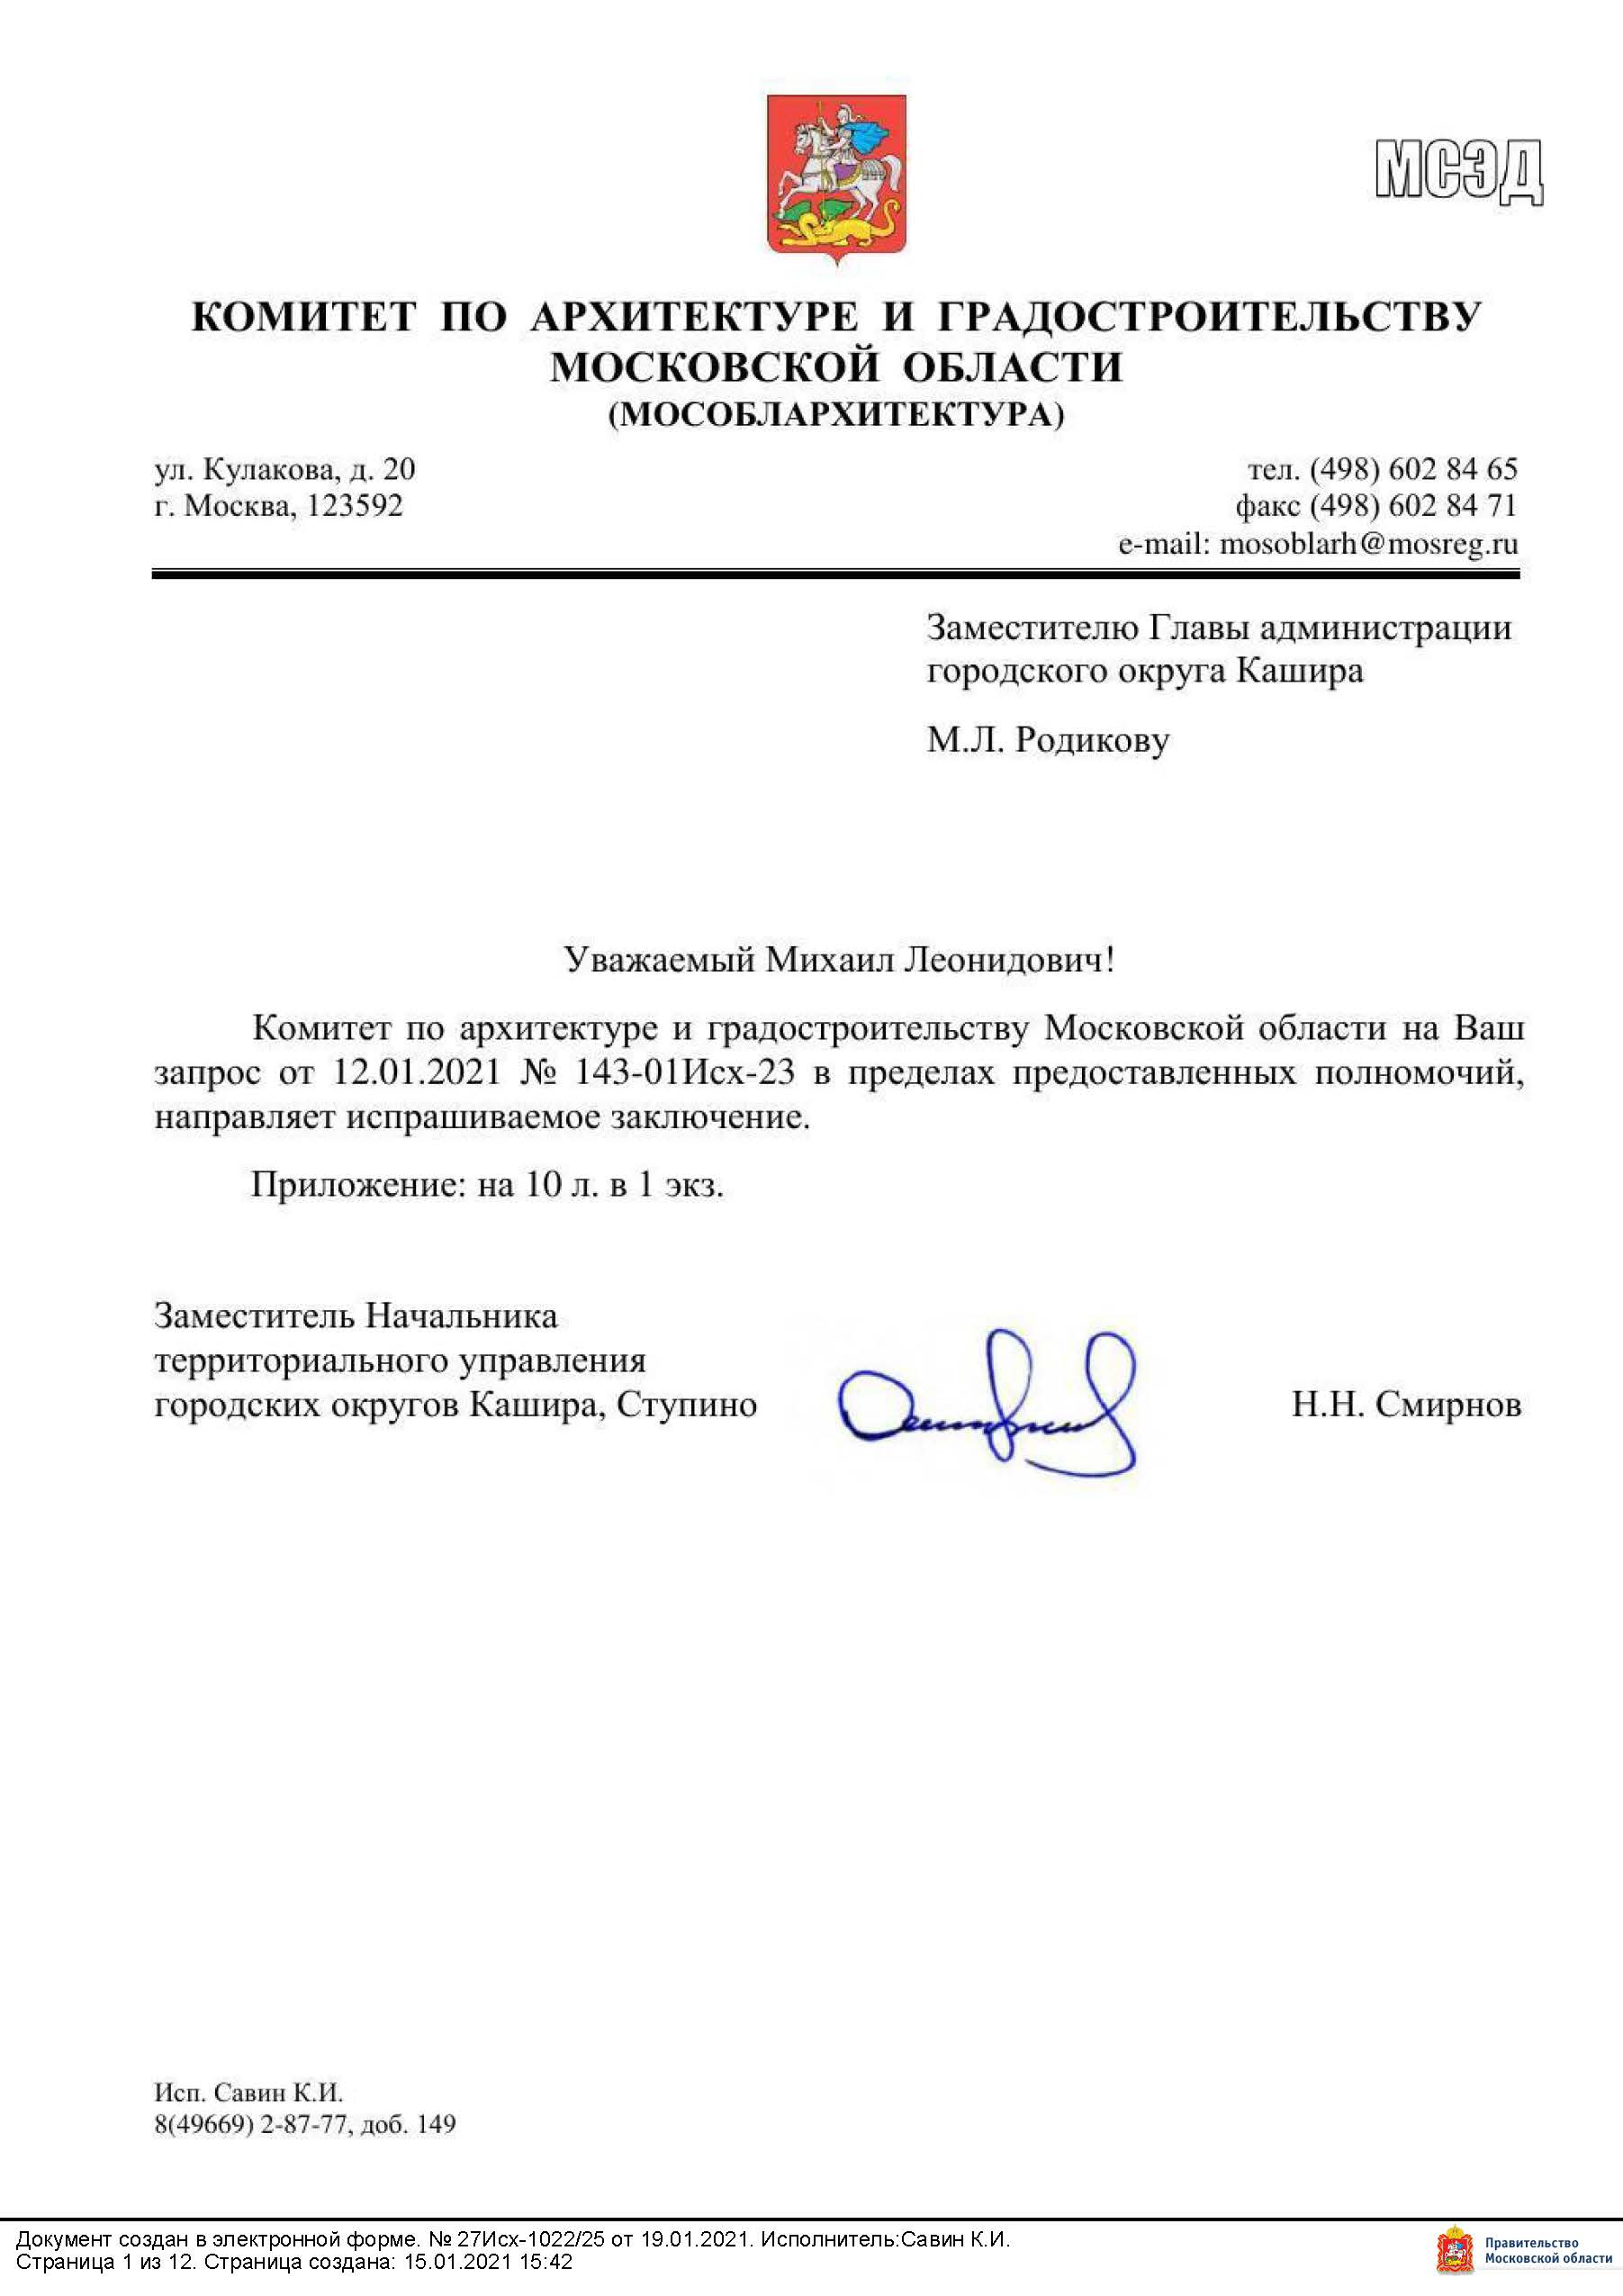 МСЭД
КОМИТЕТ ПО АРХИТЕКТУРЕ И ГРАДОСТРОИТЕЛЬСТВУ
МОСКОВСКОЙ ОБЛАСТИ
(МОСОБЛАРХИТЕКТУРА)
ул. Кулакова, д. 20
г. Москва, 123592
тел. (498) 602 84 65
факс (498) 602 84 71
e-mail: mosoblarh@mosreg.ru
Заместителю Главы администрации
городского округа Кашира
М.Л. Родикову
Уважаемый Михаил Леонидович!
Комитет по архитектуре и градостроительству Московской области на Ваш
запрос от 12.01.2021 № 143-01Исх-23 в пределах предоставленных полномочий,
направляет испрашиваемое заключение.
Приложение: на 10 л. в 1 экз.
Заместитель Начальника
территориального управления
городских округов Кашира, Ступино
Н.Н. Смирнов
Исп. Савин К.И.
8(49669) 2-87-77, доб. 149
Документ создан в электронной форме. № 27Исх-1022/25 от 19.01.2021. Исполнитель:Савин К.И.
Страница 1 из 12. Страница создана: 15.01.2021 15:42
Правительство
Московской области